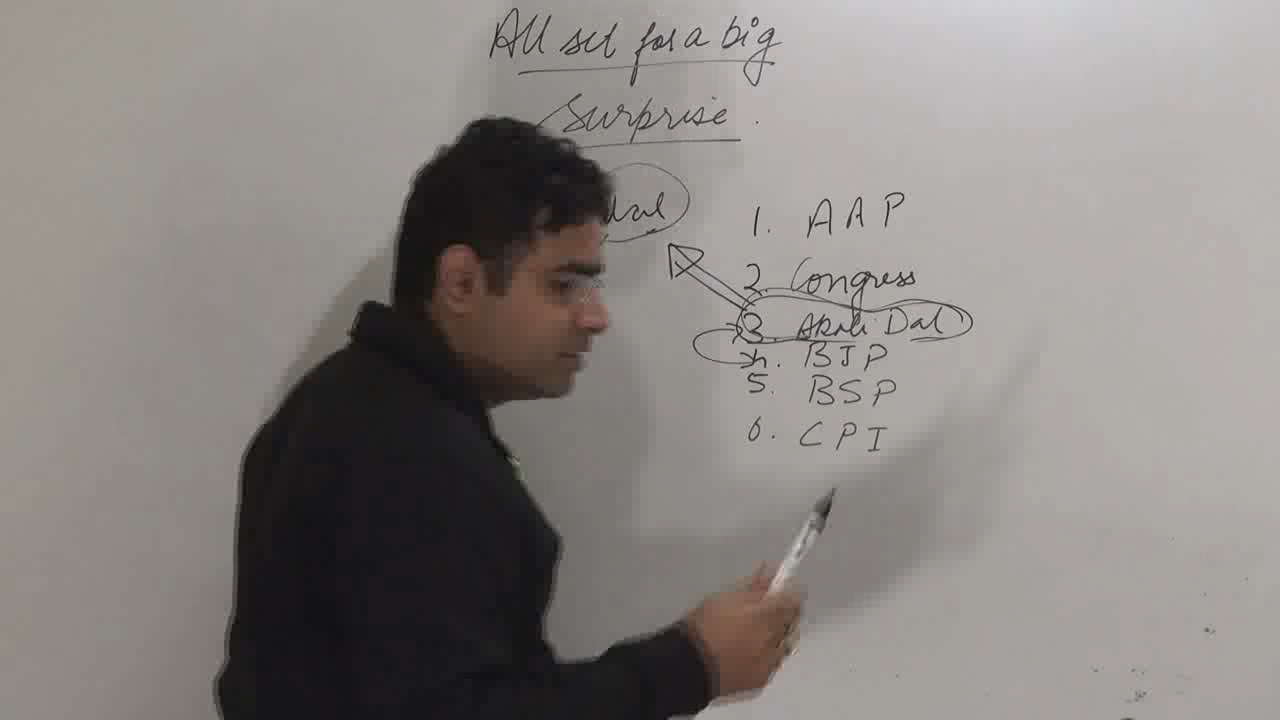 All set for a big
Surprise.
1. AAP
2. Congress
3. Akali Dal
4. BJP
5. BSP
6. CPI